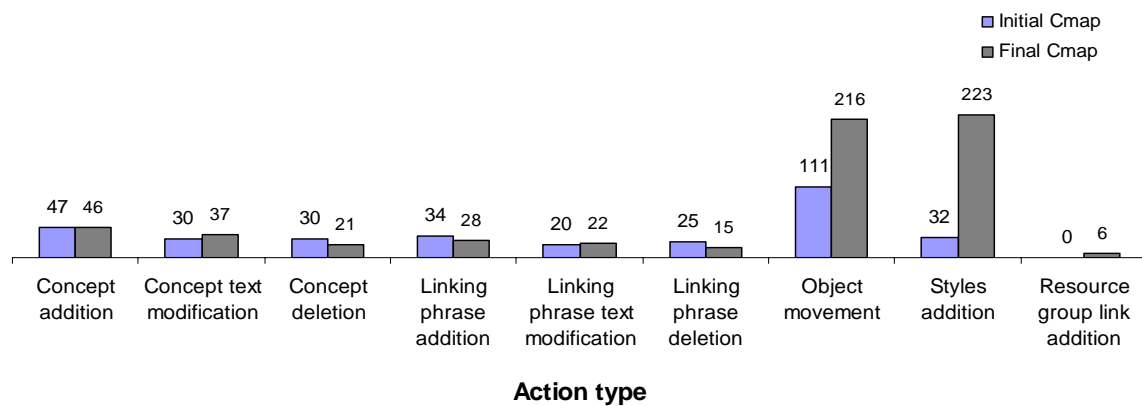 Initial Cmap
Final Cmap
216 223
111
47 46 30 37 30 21 34 28 20 22 25 15 32 0 6
Concept Concept text Concept Linking Linking Linking Object Styles Resource
addition modification deletion phrase phrase text phrase movement addition group link
addition modification deletion addition
Action type